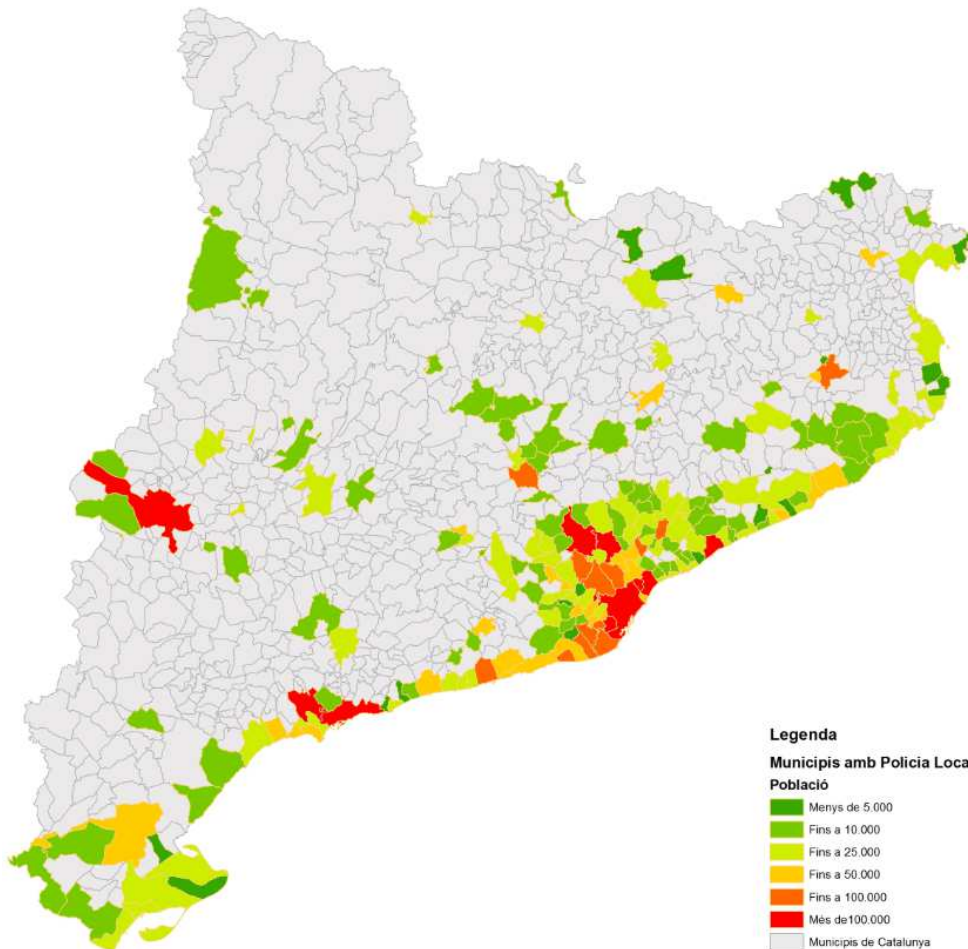 Legenda
Municipis amb Policia Loca
Població
Menys de 5.000
Fins a 10.000
Fins a 25.000
Fins a 50.000
Fins a 100.000
Més de100.000
Municipis de Catalunya